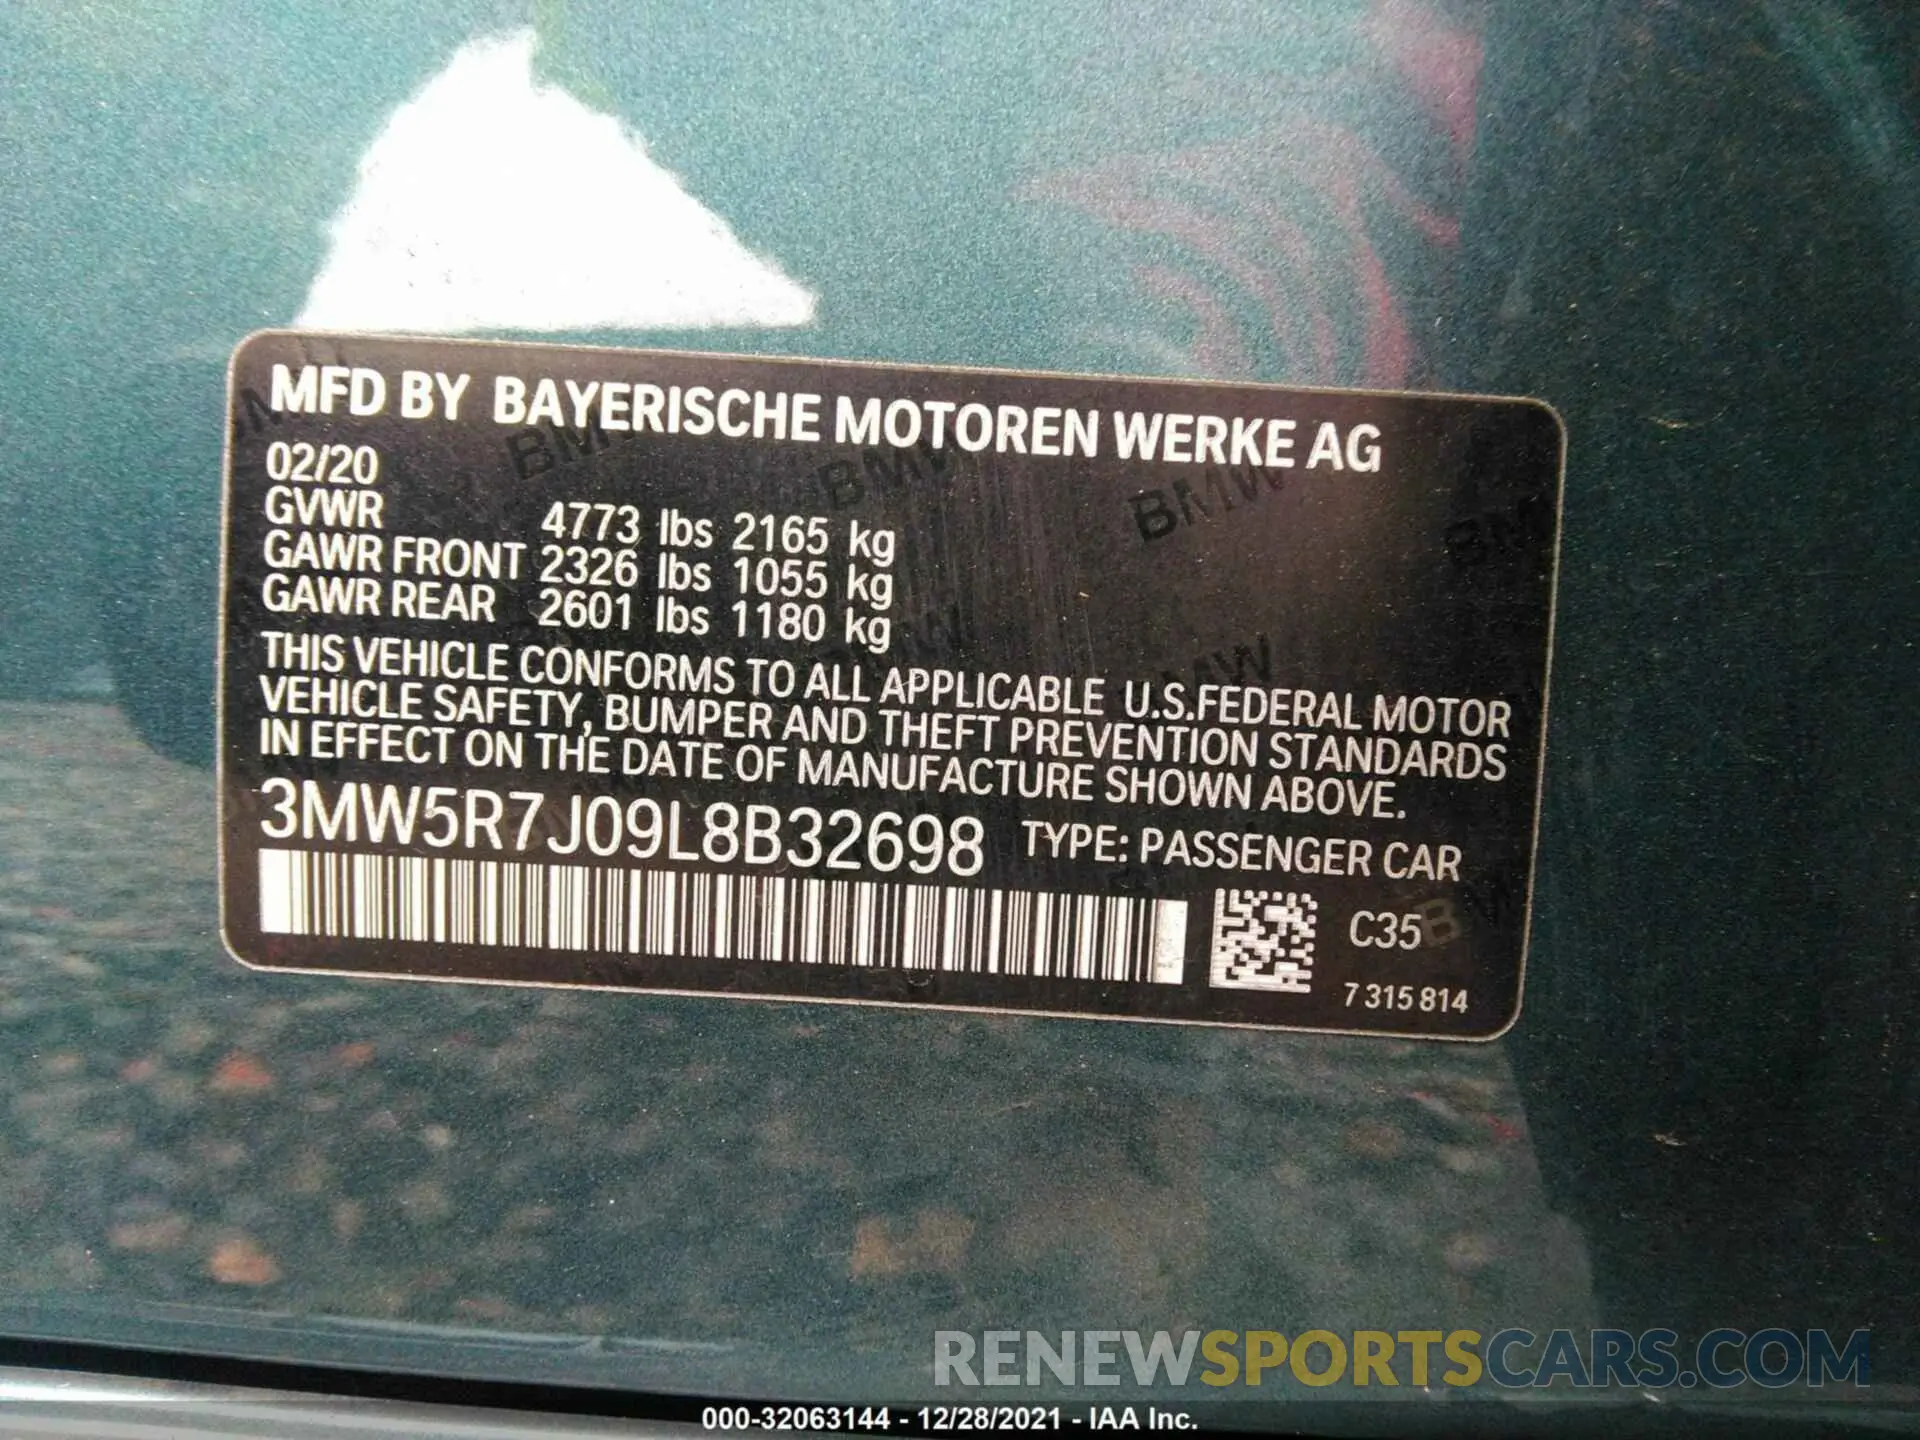 MFD BY BAYERISCHE MOTOREN WERKE AG
02/20
GVWR 4773 lbs 2165 kg
GAWR FRONT 2326 lbs 1055 kg
GAWR REAR 2601 lbs 1180 kg
THIS VEHICLE CONFORMS TO ALL APPLICABLE U.S.FEDERAL MOTOR
VEHICLE SAFETY, BUMPER AND THEFT PREVENTION STANDARDS
IN EFFECT ON THE DATE OF MANUFACTURE SHOWN ABOVE.
3MW5R7J09L8B32698 TYPE: PASSENGER CAR
C35
7 315 814
RENEWSPORTSCARS.COM
000-32063144 - 12/28/2021 - IAA Inc.